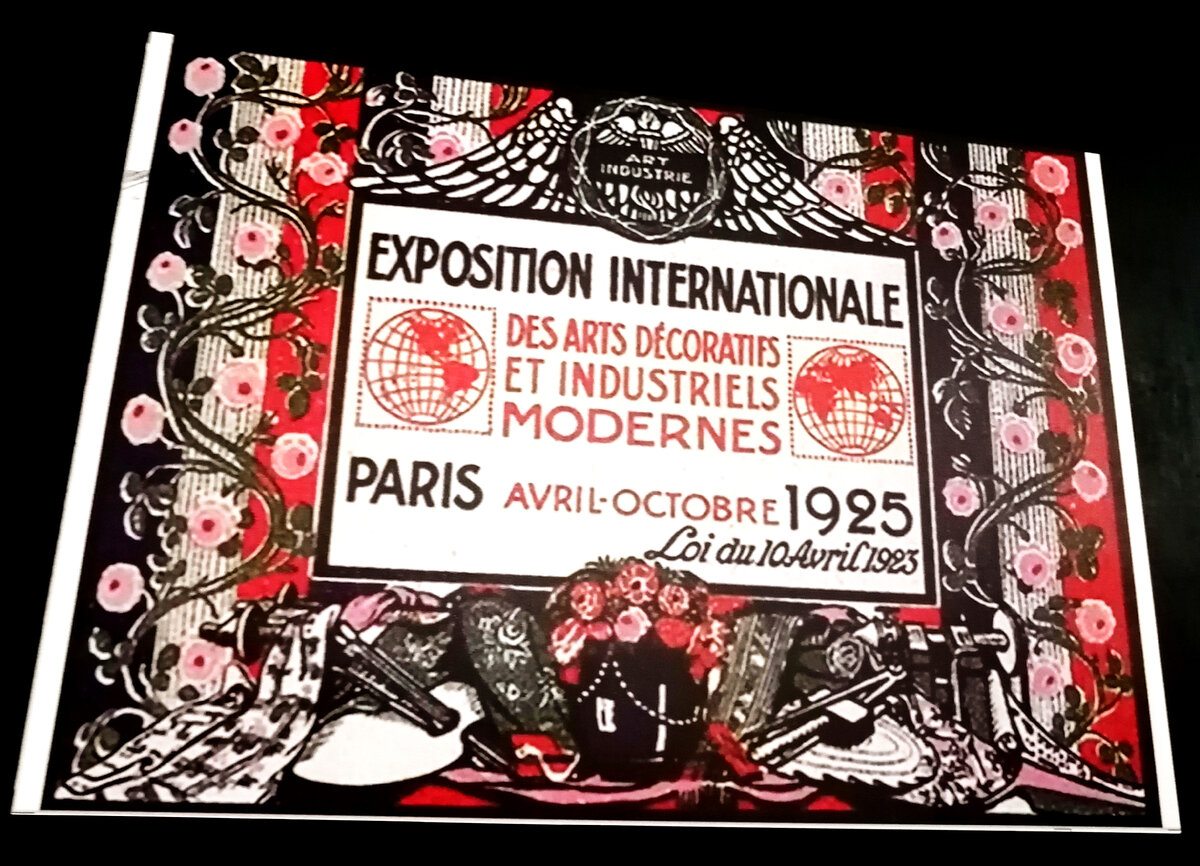 ART
INDUSTRIE
EXPOSITION INTERNATIONALE
DES ARTS DÉCORATIFS
ET INDUSTRIELS
MODERNES
PARIS AVRIL-OCTOBRE 1925
Loi du 10 Avril 1923